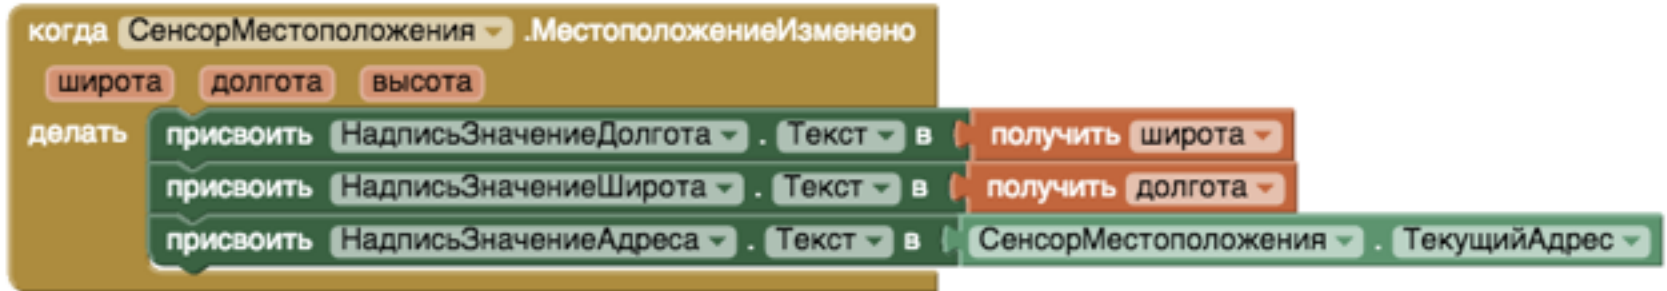 когда СенсорМестоположения .МестоположениеИзменено
широта долгота высота
делать присвоить НадписьЗначениеДолгота . Текст в получить широта
присвоить НадписьЗначениеШирота . Текст в получить долгота
присвоить НадписьЗначениеАдреса . Текст в СенсорМестоположения . ТекущийАдрес